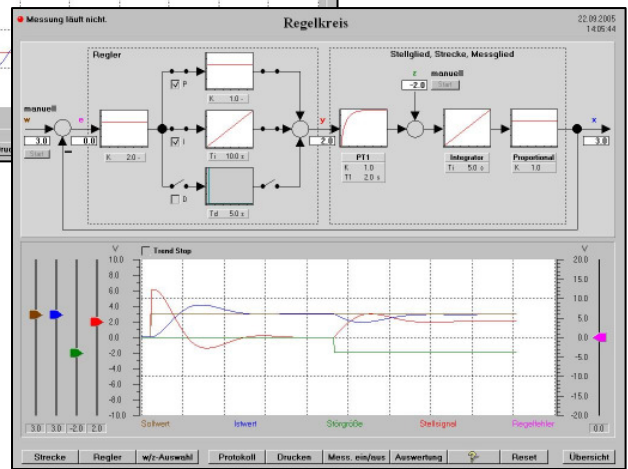 Messung läuft nicht.
Regelkreis
22.09.2005
14:05:44
Regler
Stellglied, Strecke, Messglied
manuell
w
3.0
Start
e
0.0
K 2.0 -
P
K 1.0 -
I
Ti 10.0 s
D
Td 5.0 s
y
2.0
PT1
K 1.0
T1 2.0 s
z
manuell
-2.0
Start
Integrator
Ti 5.0 s
Proportional
K 1.0
x
3.0
V
Trend Stop
V
10.0
8.0
6.0
4.0
2.0
0.0
-2.0
-4.0
-6.0
-8.0
-10.0
20.0
15.0
10.0
5.0
0.0
-5.0
-10.0
-15.0
-20.0
3.0 3.0 -2.0 2.0
Sollwert Istwert Störgröße Stellsignal Regelfehler
0.0
Strecke Regler w/z-Auswahl Protokoll Drucken Mess. ein/aus Auswertung ? Reset Übersicht